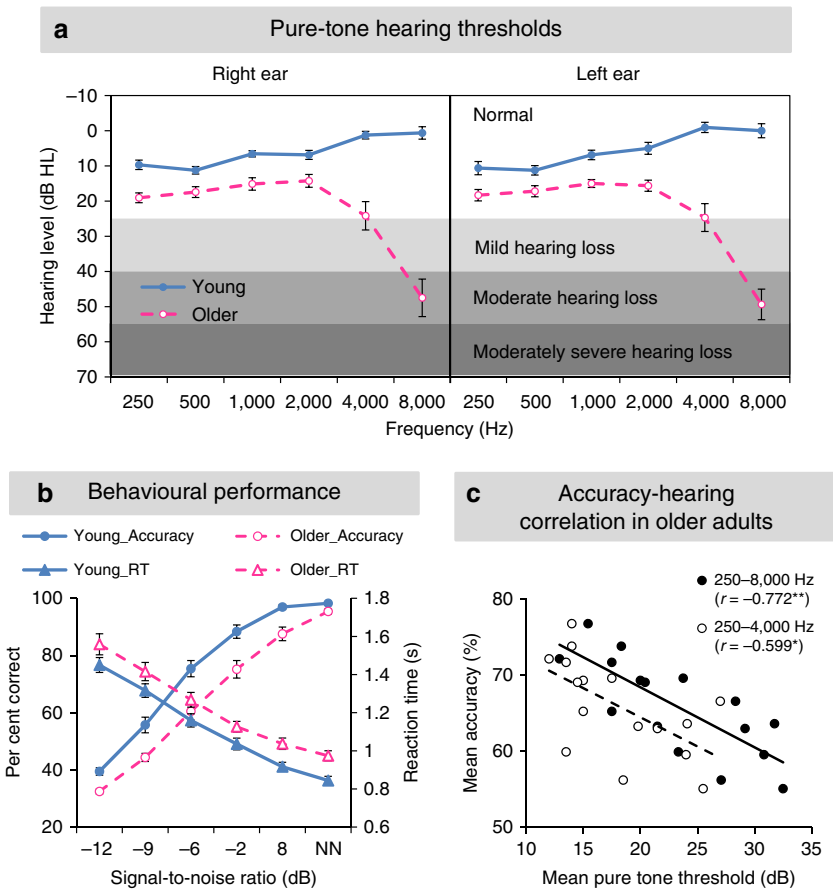 a Pure-tone hearing thresholds
Right ear Left ear
Hearing level (dB HL)
–10
0
10
20
30
40
50
60
70
Normal
Mild hearing loss
Moderate hearing loss
Moderately severe hearing loss
Young
Older
250 500 1,000 2,000 4,000 8,000 250 500 1,000 2,000 4,000 8,000
Frequency (Hz)
b Behavioural performance
Young_Accuracy Older_Accuracy
Young_RT Older_RT
Per cent correct
100
80
60
40
20
1.8
1.6
1.4
1.2
1
0.8
0.6
Reaction time (s)
–12 –9 –6 –2 8 NN
Signal-to-noise ratio (dB)
c Accuracy-hearing
correlation in older adults
250–8,000 Hz
(r = –0.772**)
250–4,000 Hz
(r = –0.599*)
Mean accuracy (%)
80
70
60
50
10 15 20 25 30 35
Mean pure tone threshold (dB)